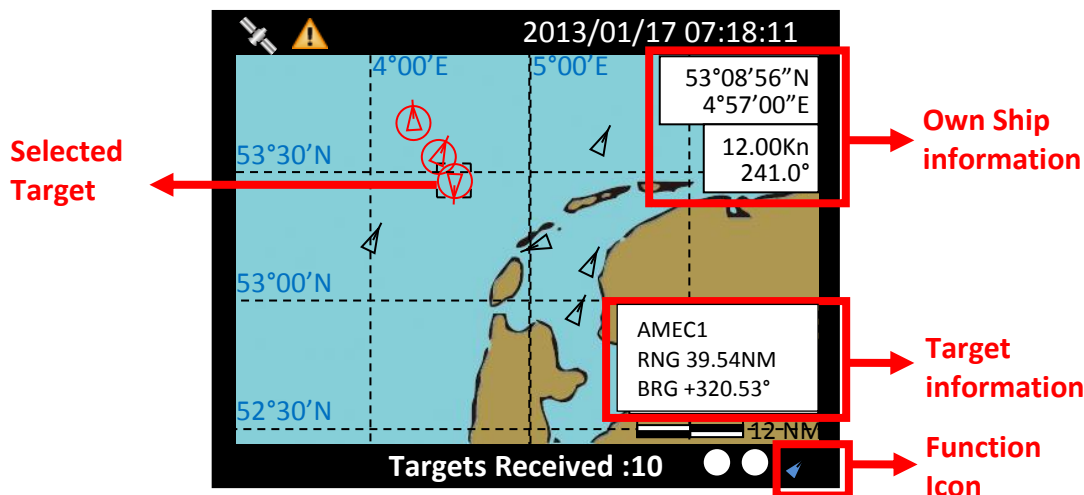 2013/01/17 07:18:11
4°00’E
5°00’E
53°08’56”N
4°57’00”E
Own Ship
information
12.00Kn
241.0°
Selected
Target
53°30’N
53°00’N
AMEC1
RNG 39.54NM
BRG +320.53°
Target
information
52°30’N
12 NM
Targets Received :10
Function
Icon